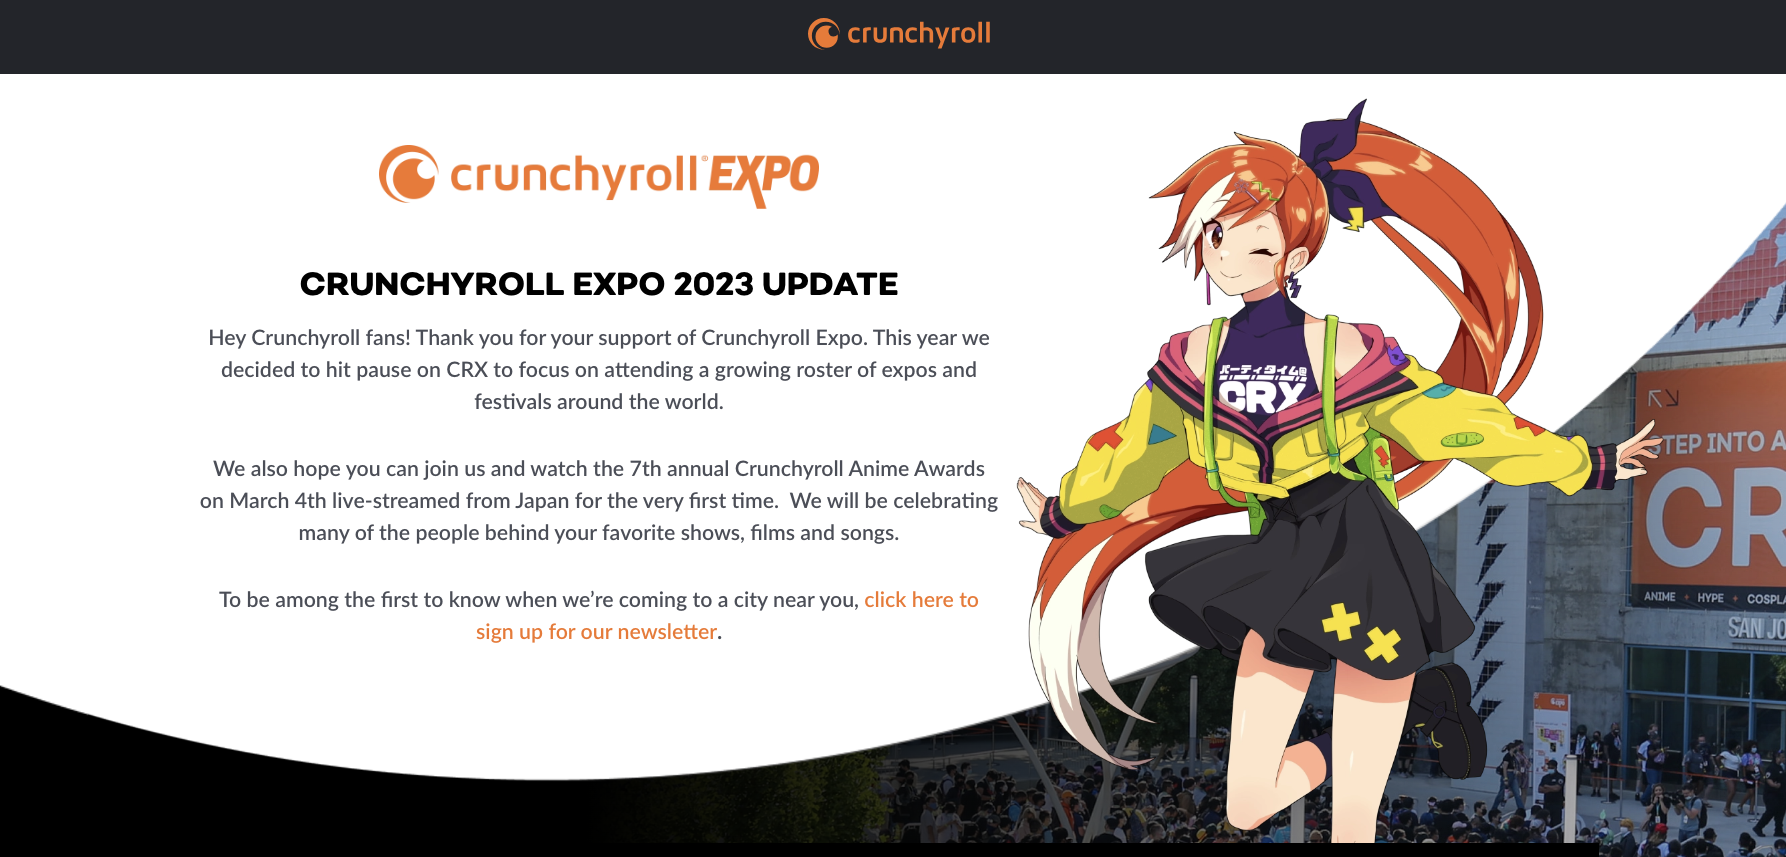 crunchyroll
crunchyroll® EXPO
CRUNCHYROLL EXPO 2023 UPDATE
Hey Crunchyroll fans! Thank you for your support of Crunchyroll Expo. This year we
decided to hit pause on CRX to focus on attending a growing roster of expos and
festivals around the world.
We also hope you can join us and watch the 7th annual Crunchyroll Anime Awards
on March 4th live-streamed from Japan for the very first time.  We will be celebrating
many of the people behind your favorite shows, films and songs.
To be among the first to know when we’re coming to a city near you, click here to
sign up for our newsletter.
パーティタイム@
CRX
STEP INTO A
CR
ANIME + HYPE + COSPLA
SAN JO